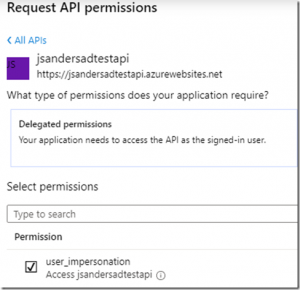 Request API permissions
< All APIs
JS
jsandersadtestapi
https://jsandersadtestapi.azurewebsites.net
What type of permissions does your application require?
Delegated permissions
Your application needs to access the API as the signed-in user.
Select permissions
Type to search
Permission
user_impersonation
Access jsandersadtestapi